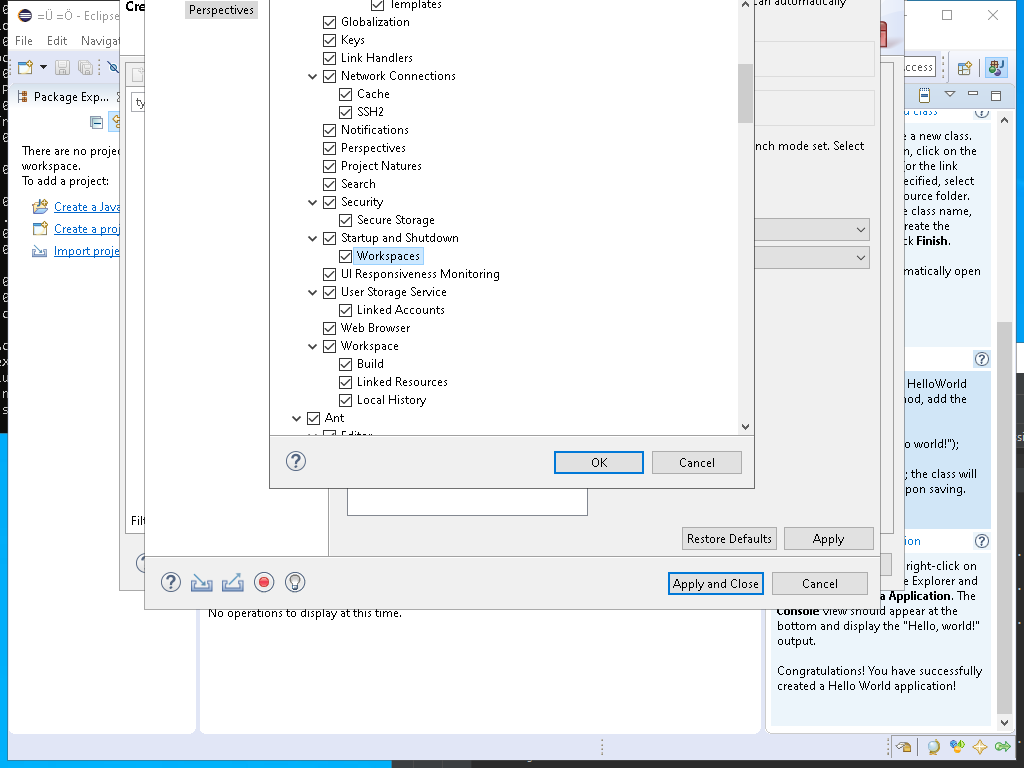 =Ü =Ö - Eclipse
Cre
File Edit Navigat
Package Exp...
There are no proje
workspace.
To add a project:
Create a Java
Create a proj
Import proje
ty
Filt
Perspectives
Templates
Globalization
Keys
Link Handlers
Network Connections
Cache
SSH2
Notifications
Perspectives
Project Natures
Search
Security
Secure Storage
Startup and Shutdown
Workspaces
UI Responsiveness Monitoring
User Storage Service
Linked Accounts
Web Browser
Workspace
Build
Linked Resources
Local History
Ant
Editor
OK Cancel
can automatically
nch mode set. Select
Restore Defaults Apply
Apply and Close Cancel
No operations to display at this time.
ccess
u class
e a new class.
n, click on the
or the link
ecified, select
ource folder.
e class name,
reate the
ck Finish.
matically open
HelloWorld
nod, add the
o world!");
; the class will
pon saving.
ion
right-click on
e Explorer and
a Application. The
Console view should appear at the
bottom and display the "Hello, world!"
output.
Congratulations! You have successfully
created a Hello World application!